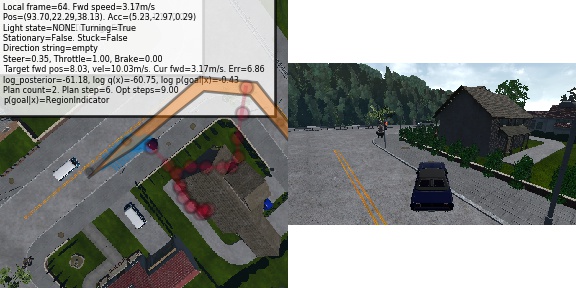 Local frame=64. Fwd speed=3.17m/s
Pos=(93.70,22.29,38.13). Acc=(5.23,-2.97,0.29)
Light state=NONE. Turning=True
Stationary=False. Stuck=False
Direction string=empty
Steer=0.35, Throttle=1.00, Brake=0.00
Target fwd pos=8.03, vel=10.03m/s. Cur fwd=3.17m/s. Err=6.86
log_posterior=-61.18, log q(x)=-60.75, log p(goal|x)=-0.43
Plan count=2. Plan step=6. Opt steps=9.00
p(goal|x)=RegionIndicator